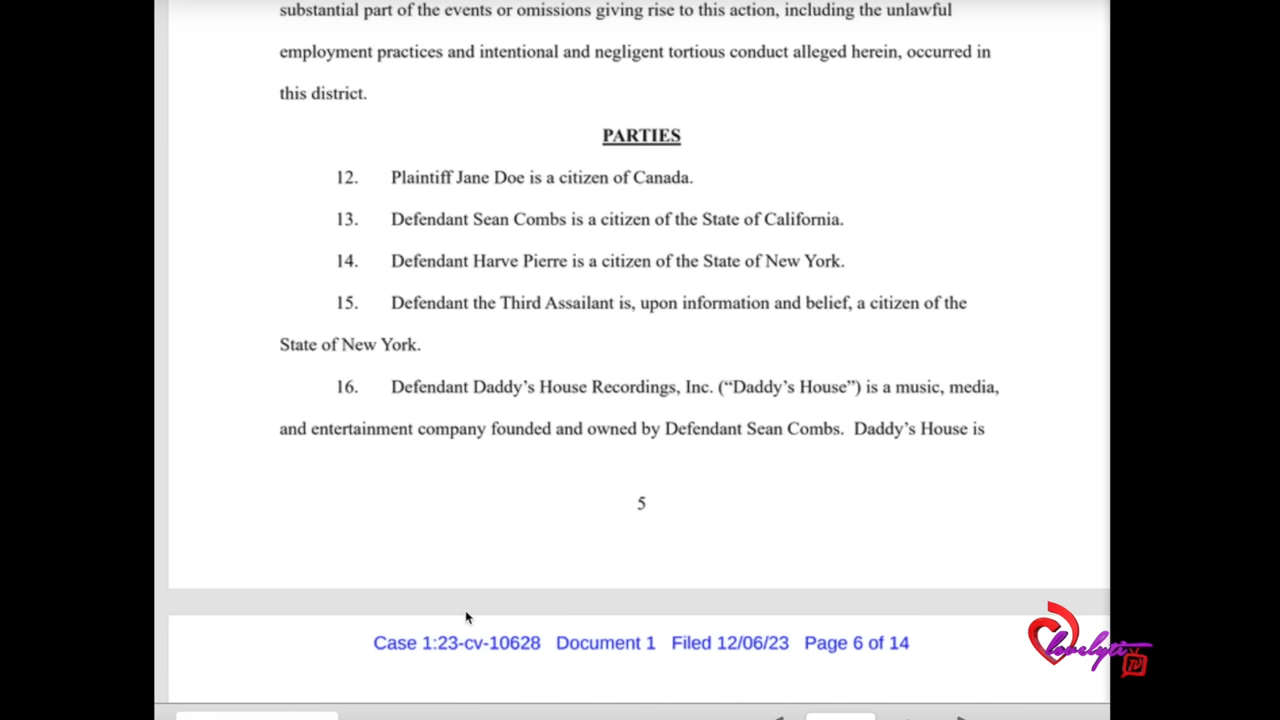 substantial part of the events or omissions giving rise to this action, including the unlawful
employment practices and intentional and negligent tortious conduct alleged herein, occurred in
this district.
PARTIES
12. Plaintiff Jane Doe is a citizen of Canada.
13. Defendant Sean Combs is a citizen of the State of California.
14. Defendant Harve Pierre is a citizen of the State of New York.
15. Defendant the Third Assailant is, upon information and belief, a citizen of the
State of New York.
16. Defendant Daddy’s House Recordings, Inc. (“Daddy’s House”) is a music, media,
and entertainment company founded and owned by Defendant Sean Combs. Daddy’s House is
5
Case 1:23-cv-10628 Document 1 Filed 12/06/23 Page 6 of 14
lovelyti
TV